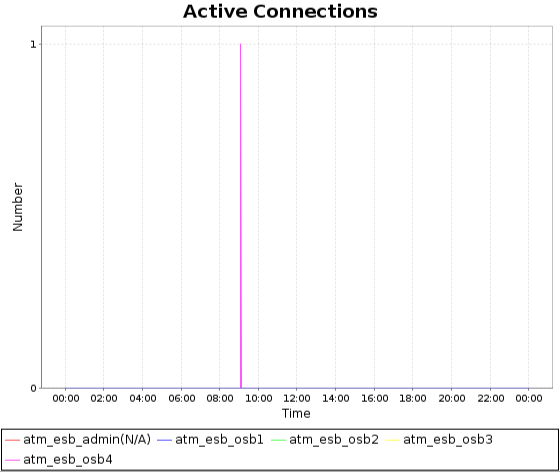 Active Connections
1
Number
0
00:00 02:00 04:00 06:00 08:00 10:00 12:00 14:00 16:00 18:00 20:00 22:00 00:00
Time
atm_esb_admin(N/A) atm_esb_osb1 atm_esb_osb2 atm_esb_osb3
atm_esb_osb4